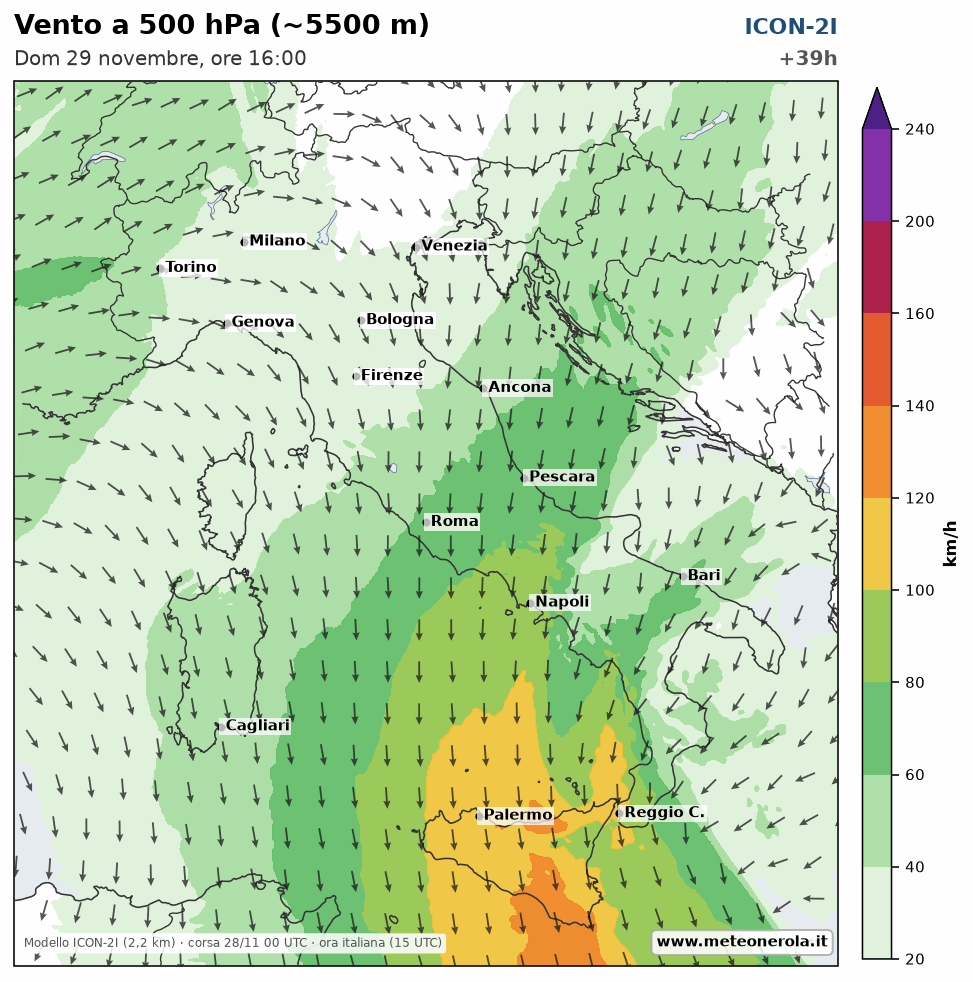 Vento a 500 hPa (~5500 m)
ICON-2I
Dom 29 novembre, ore 16:00
+39h
Milano
Venezia
Torino
Genova
Bologna
Firenze
Ancona
Pescara
Roma
Bari
Napoli
Cagliari
Palermo
Reggio C.
240
200
160
140
120
100
80
60
40
20
km/h
Modello ICON-2I (2,2 km) · corsa 28/11 00 UTC · ora italiana (15 UTC)
www.meteonerola.it